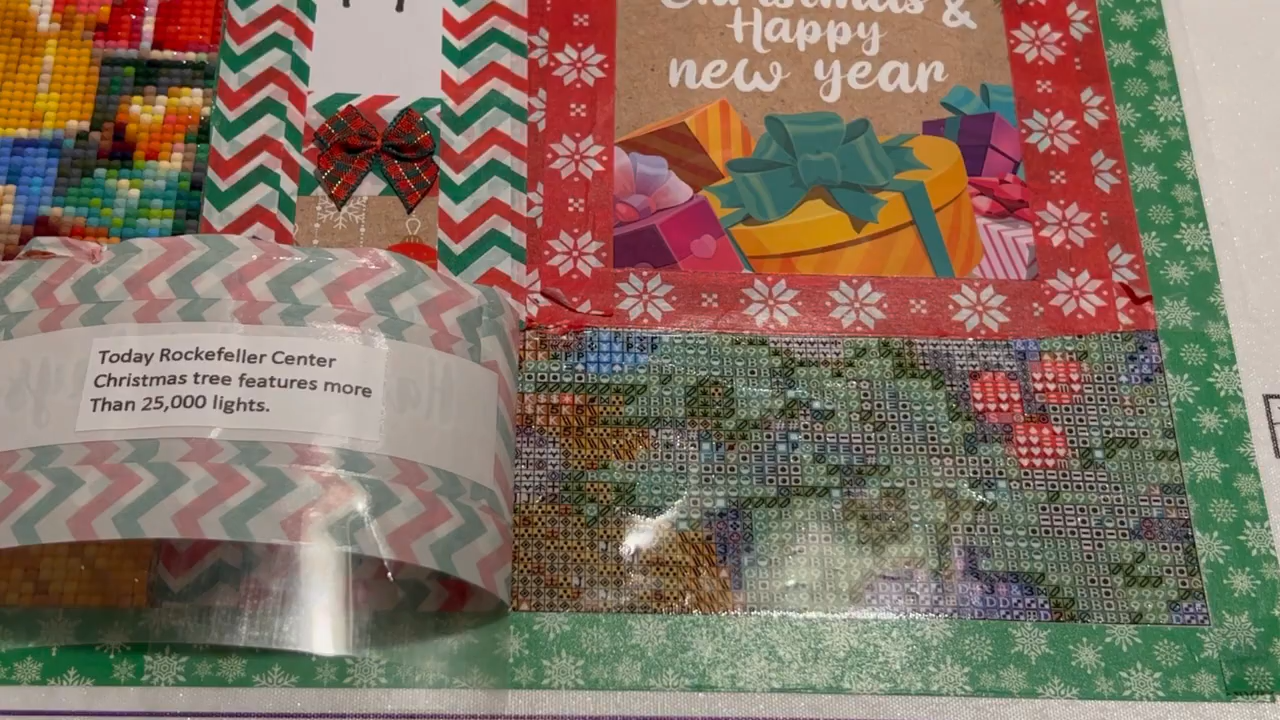 Christmas &
Happy
new year
Today Rockefeller Center
Christmas tree features more
Than 25,000 lights.